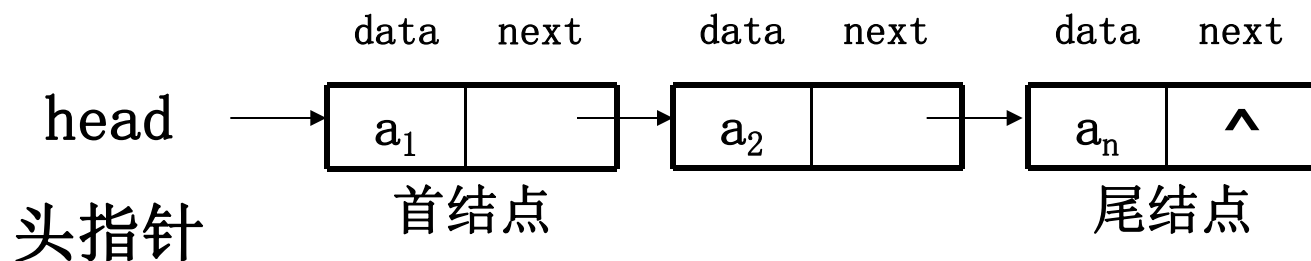 data next data next data next
head a₁ a₂ aₙ ^
首结点 尾结点
头指针